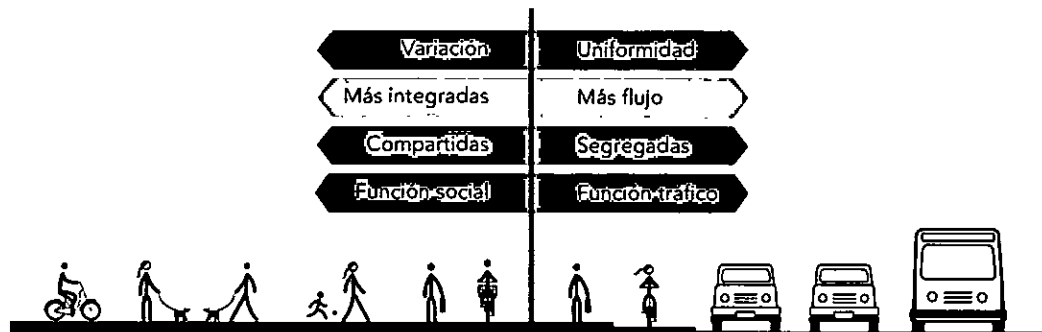 Variación Uniformidad
Más integradas Más flujo
Compartidas Segregadas
Función social Función tráfico